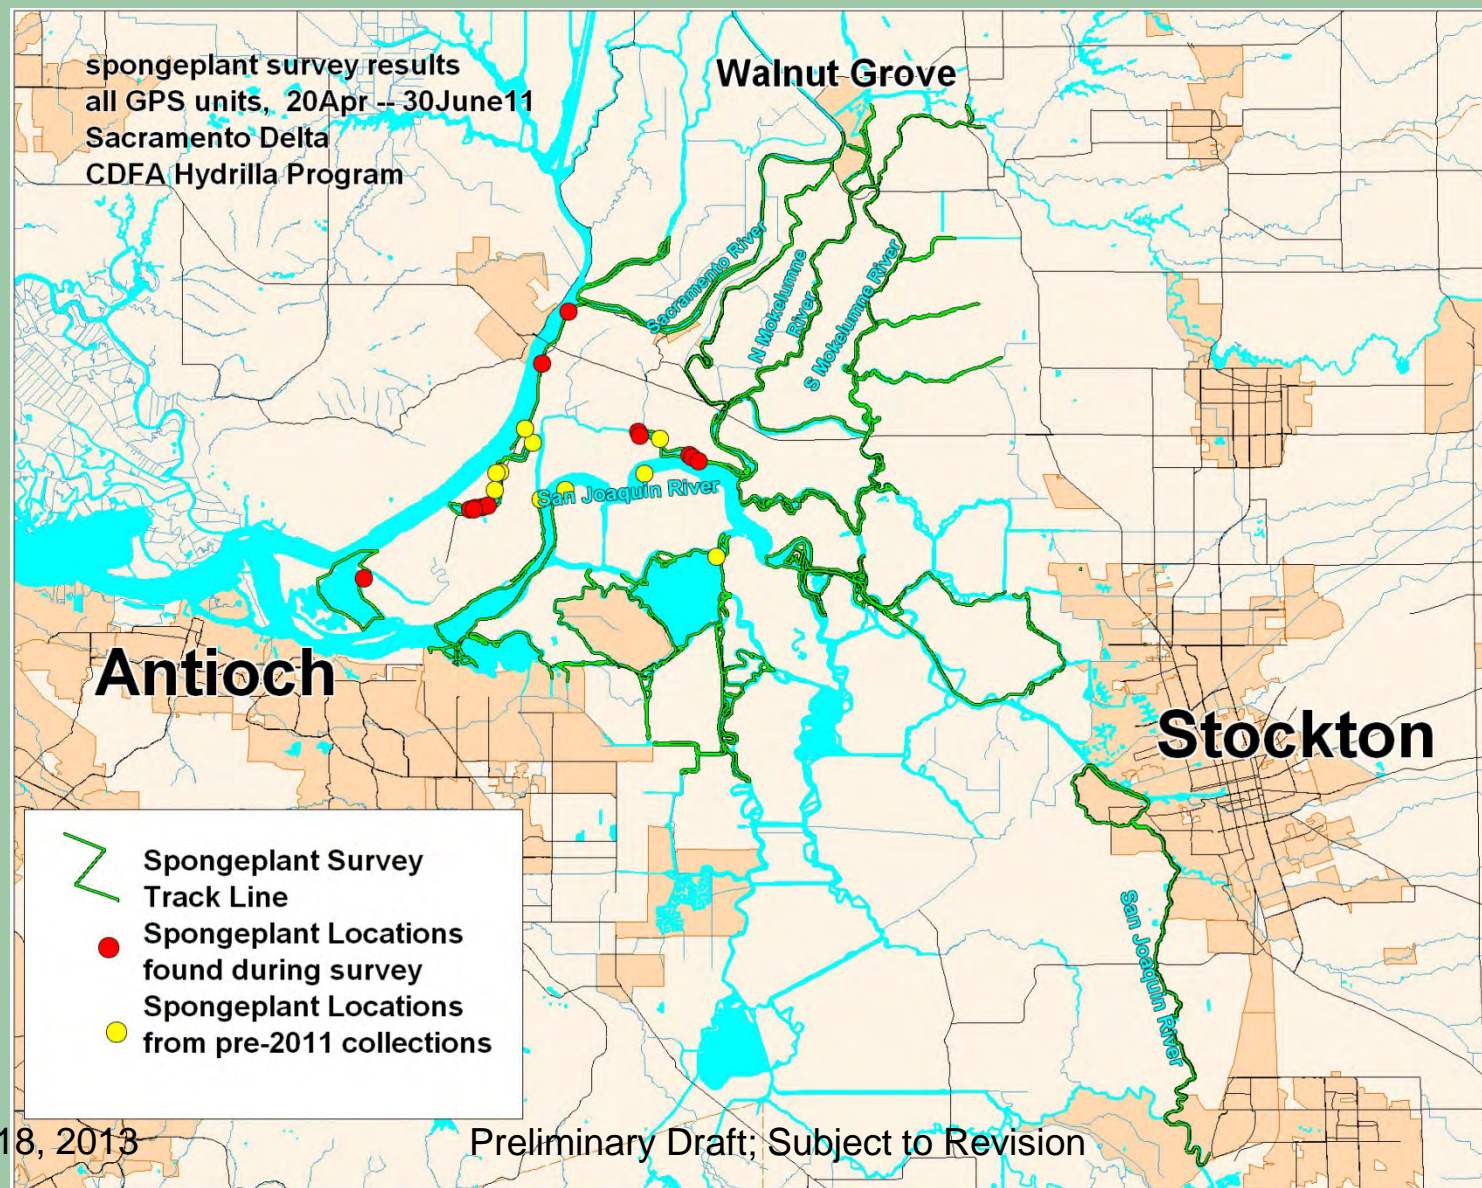 spongeplant survey results
all GPS units, 20Apr -- 30June11
Sacramento Delta
CDFA Hydrilla Program
Walnut Grove
Sacramento River
N Mokelumne
River
S Mokelumne River
San Joaquin River
Antioch
Stockton
San Joaquin River
Spongeplant Survey
Track Line
Spongeplant Locations
found during survey
Spongeplant Locations
from pre-2011 collections
18, 2013
Preliminary Draft; Subject to Revision